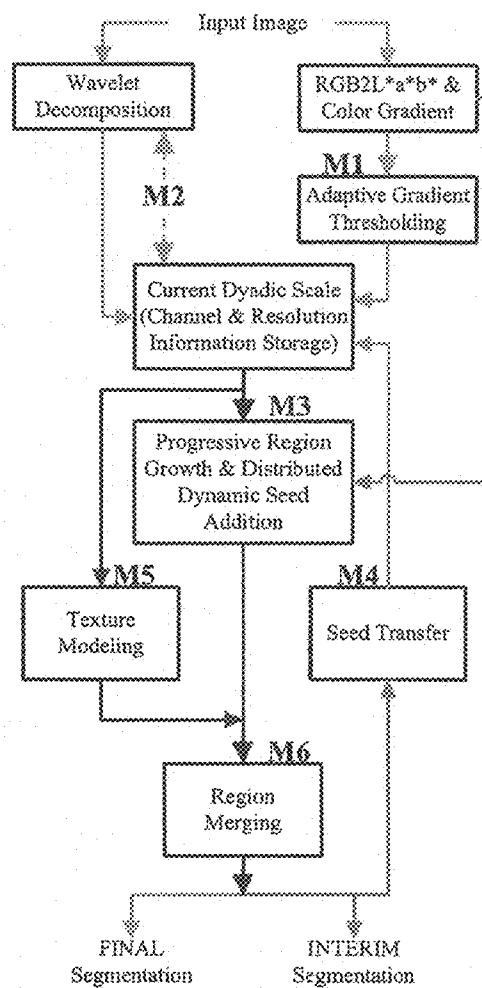 Input Image
Wavelet
Decomposition
RGB2L*a*b* &
Color Gradient
M1
M2
Adaptive Gradient
Thresholding
Current Dyadic Scale
(Channel & Resolution
Information Storage)
M3
Progressive Region
Growth & Distributed
Dynamic Seed
Addition
M5
M4
Texture
Modeling
Seed Transfer
M6
Region
Merging
FINAL
Segmentation
INTERIM
Segmentation